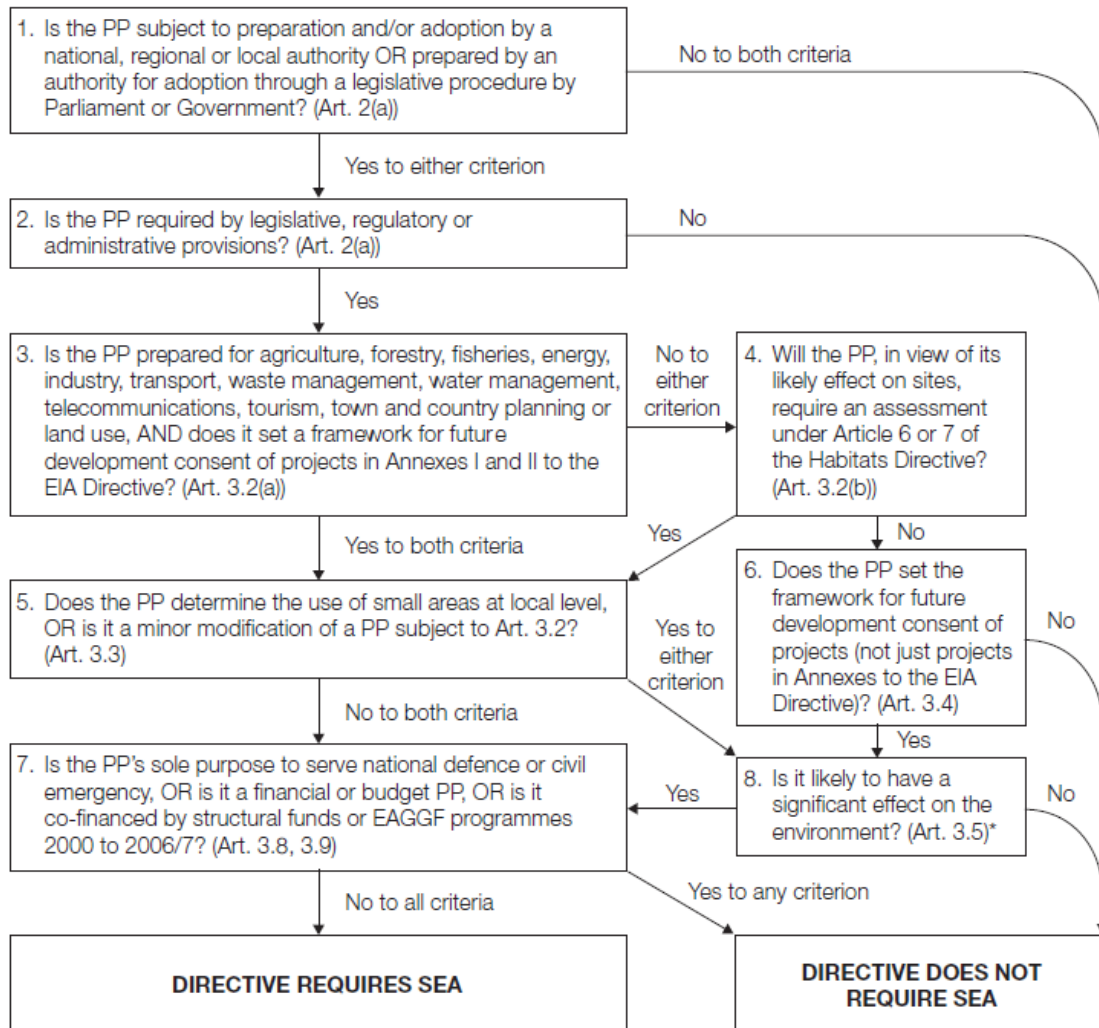 1. Is the PP subject to preparation and/or adoption by a
national, regional or local authority OR prepared by an
authority for adoption through a legislative procedure by
Parliament or Government? (Art. 2(a))
No to both criteria
Yes to either criterion
2. Is the PP required by legislative, regulatory or
administrative provisions? (Art. 2(a))
No
Yes
3. Is the PP prepared for agriculture, forestry, fisheries, energy,
industry, transport, waste management, water management,
telecommunications, tourism, town and country planning or
land use, AND does it set a framework for future
development consent of projects in Annexes I and II to the
EIA Directive? (Art. 3.2(a))
No to
either
criterion
4. Will the PP, in view of its
likely effect on sites,
require an assessment
under Article 6 or 7 of
the Habitats Directive?
(Art. 3.2(b))
Yes to both criteria
Yes
No
5. Does the PP determine the use of small areas at local level,
OR is it a minor modification of a PP subject to Art. 3.2?
(Art. 3.3)
Yes to
either
criterion
6. Does the PP set the
framework for future
development consent of
projects (not just projects
in Annexes to the EIA
Directive)? (Art. 3.4)
No
No to both criteria
Yes
7. Is the PP's sole purpose to serve national defence or civil
emergency, OR is it a financial or budget PP, OR is it
co-financed by structural funds or EAGGF programmes
2000 to 2006/7? (Art. 3.8, 3.9)
Yes
8. Is it likely to have a
significant effect on the
environment? (Art. 3.5)*
No
No to all criteria
Yes to any criterion
DIRECTIVE REQUIRES SEA
DIRECTIVE DOES NOT
REQUIRE SEA